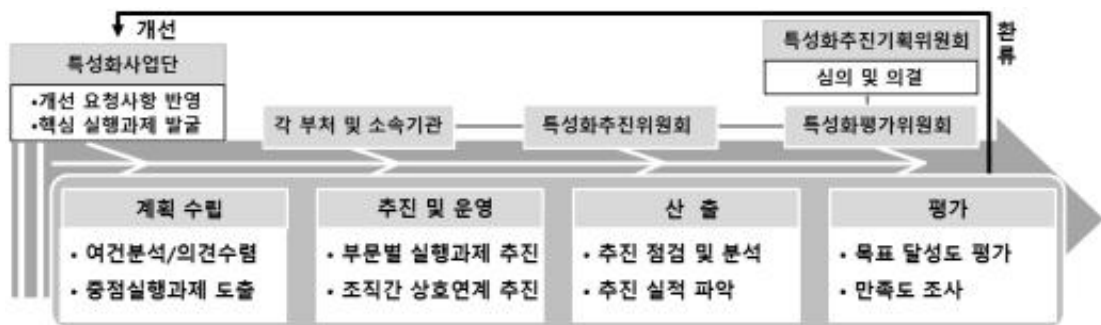 개선
환류
특성화사업단
•개선 요청사항 반영
•핵심 실행과제 발굴
특성화추진기획위원회
심의 및 의결
각 부처 및 소속기관
특성화추진위원회
특성화평가위원회
계획 수립
• 여건분석/의견수렴
• 중점실행과제 도출
추진 및 운영
• 부문별 실행과제 추진
• 조직간 상호연계 추진
산 출
• 추진 점검 및 분석
• 추진 실적 파악
평가
• 목표 달성도 평가
• 만족도 조사